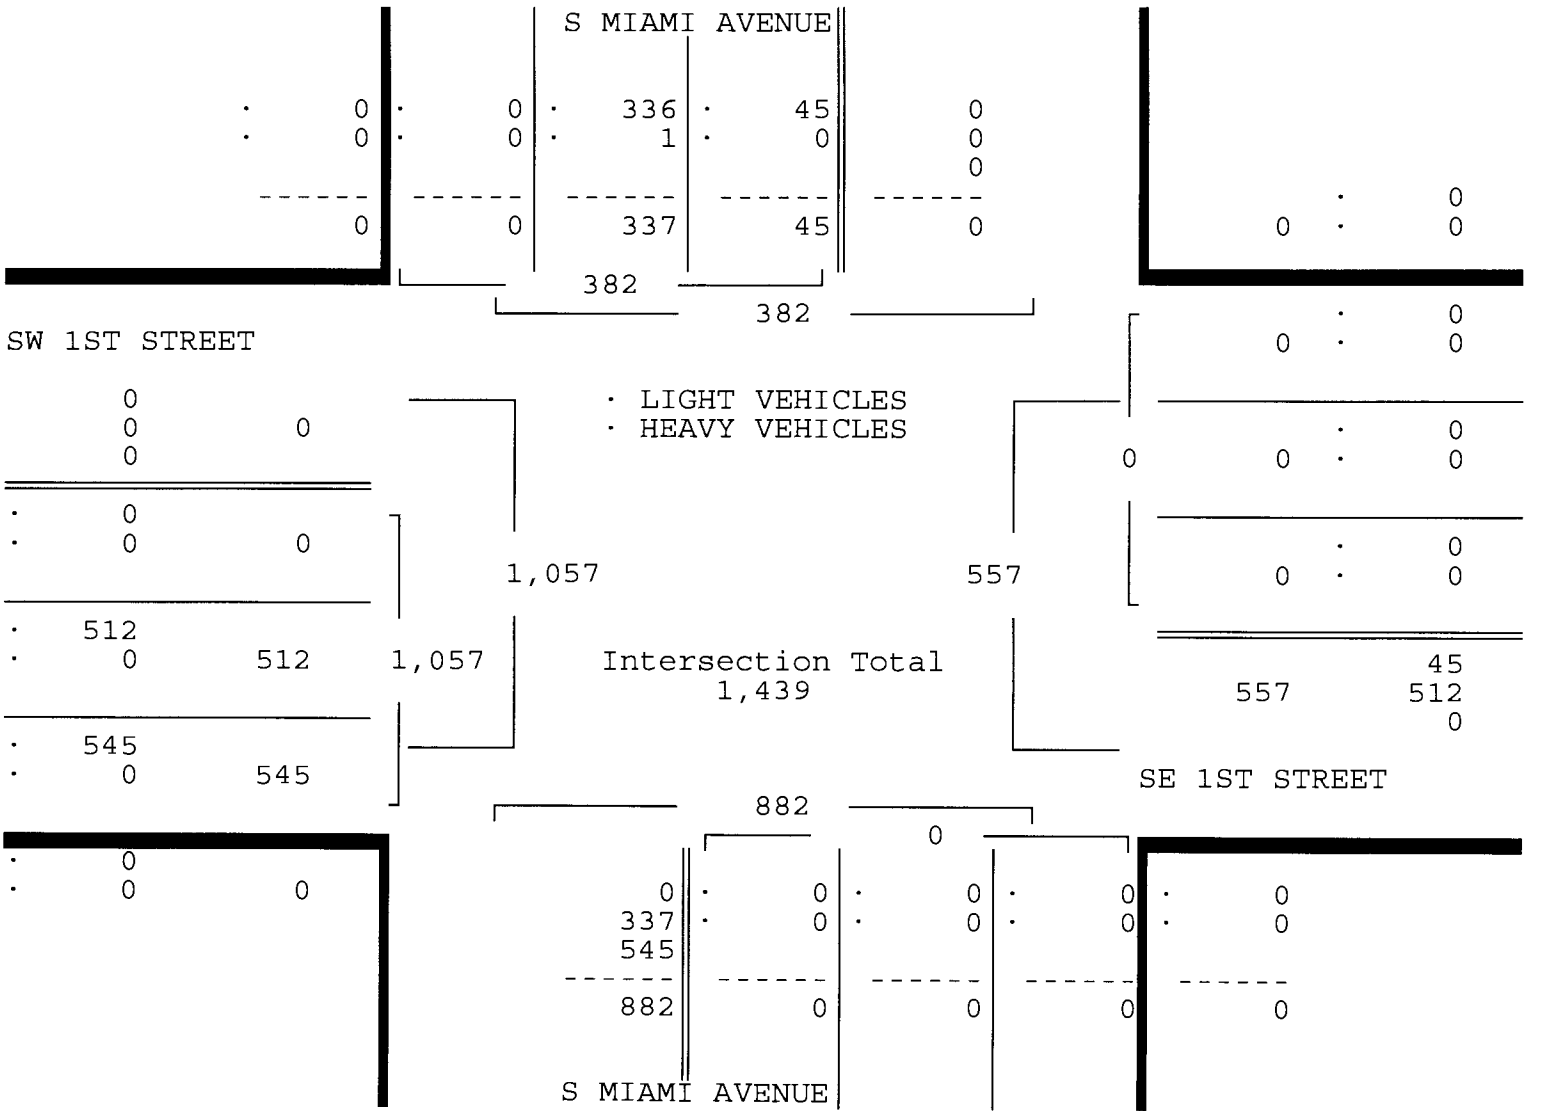 S MIAMI AVENUE
· 0 · 0 · 336 · 45 0
· 0 · 0 · 1 · 0 0
0
------ ------ ------ ------ ------ · 0
0 0 337 45 0 0 · 0
382
382 · 0
SW 1ST STREET 0 · 0
0 · LIGHT VEHICLES
0 0 · HEAVY VEHICLES · 0
0 0 0 · 0
· 0
· 0 0 · 0
1,057 557 0 · 0
· 512
· 0 512 1,057 Intersection Total 45
1,439 557 512
0
· 545
· 0 545 SE 1ST STREET
882
0
· 0
· 0 0 0 · 0 · 0 · 0 · 0
337 · 0 · 0 · 0 · 0
545
------ ------ ------ ------ ------
882 0 0 0 0
S MIAMI AVENUE